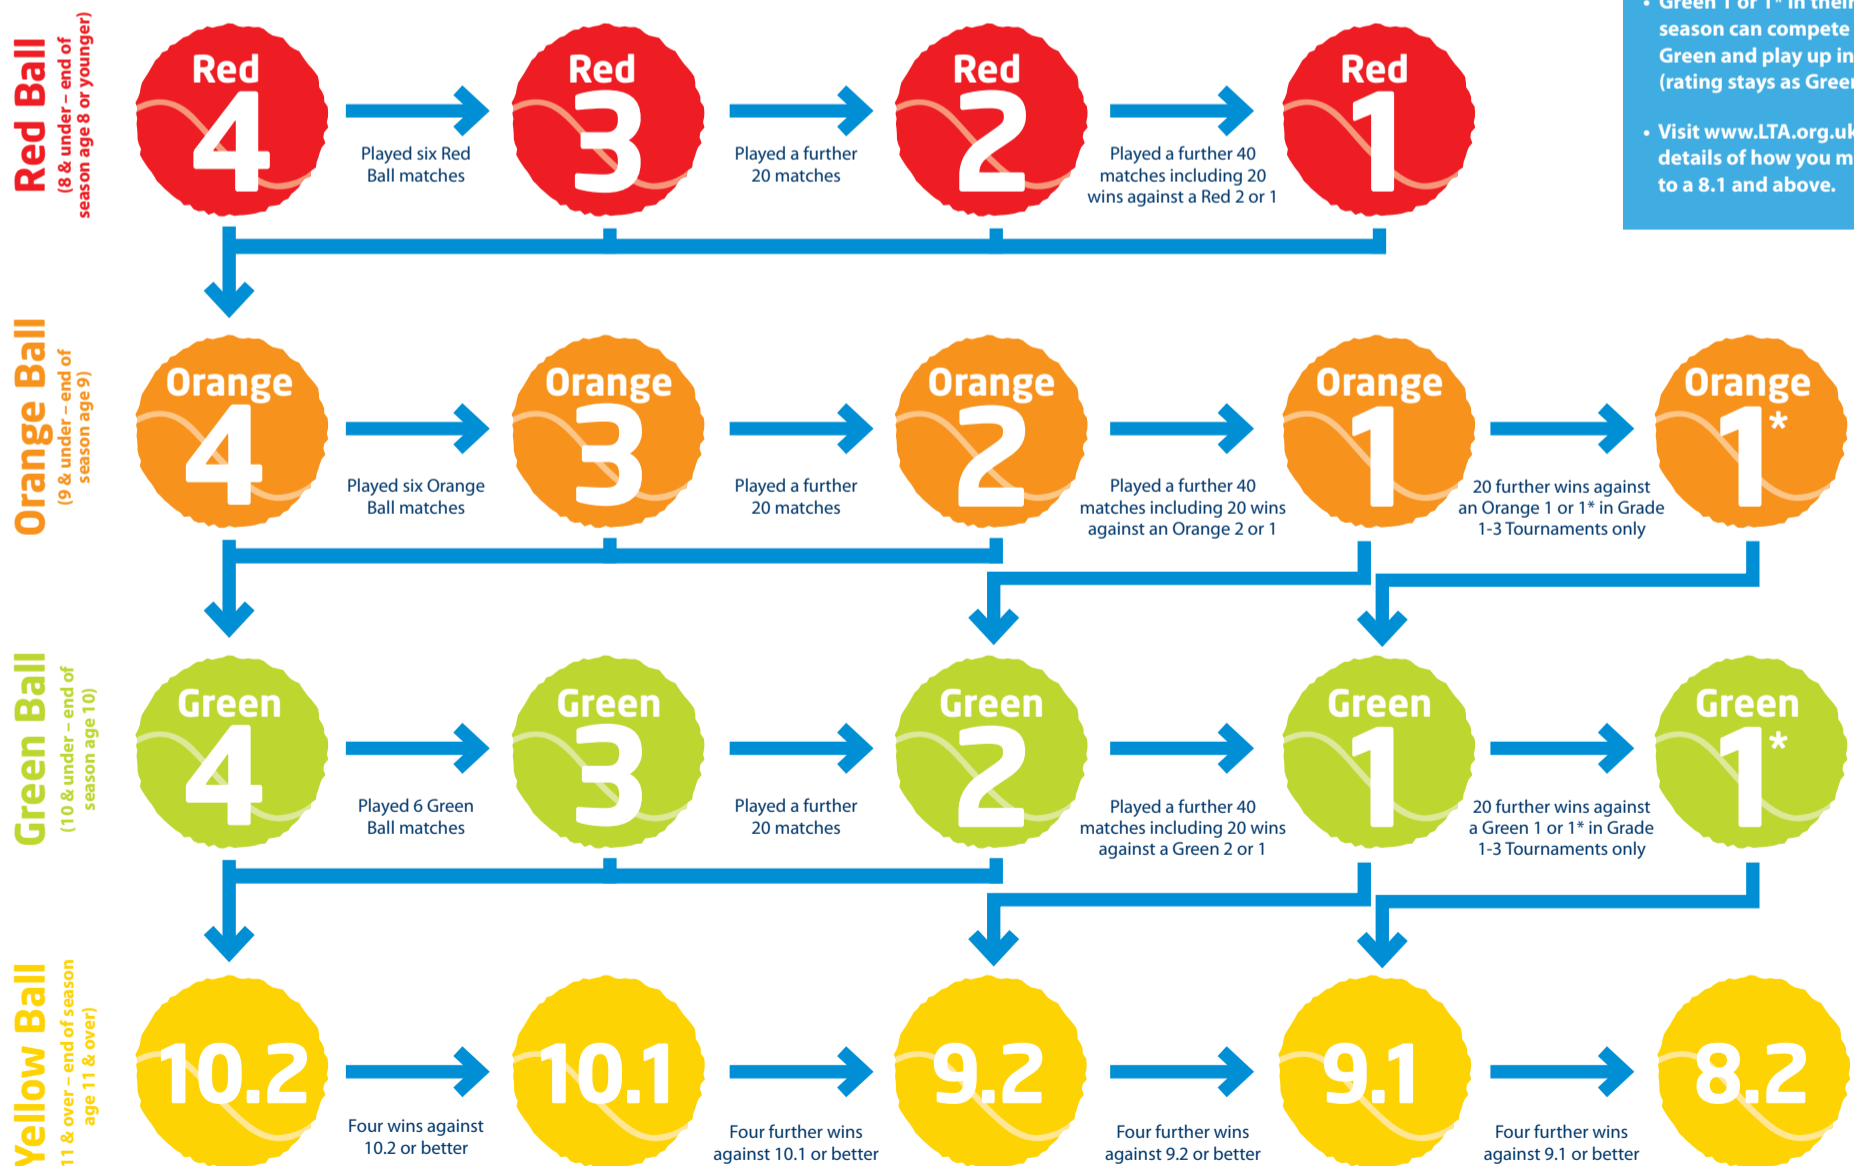 Red Ball
(8 & under – end of
season age 8 or younger)
Red
4
Played six Red
Ball matches
Red
3
Played a further
20 matches
Red
2
Played a further 40
matches including 20
wins against a Red 2 or 1
Red
1
• Green 1 or 1* in their
season can compete
Green and play up in
(rating stays as Green
• Visit www.LTA.org.uk
details of how you m
to a 8.1 and above.
Orange Ball
(9 & under – end of
season age 9)
Orange
4
Played six Orange
Ball matches
Orange
3
Played a further
20 matches
Orange
2
Played a further 40
matches including 20 wins
against an Orange 2 or 1
Orange
1
20 further wins against
an Orange 1 or 1* in Grade
1-3 Tournaments only
Orange
1*
Green Ball
(10 & under – end of
season age 10)
Green
4
Played 6 Green
Ball matches
Green
3
Played a further
20 matches
Green
2
Played a further 40
matches including 20 wins
against a Green 2 or 1
Green
1
20 further wins against
a Green 1 or 1* in Grade
1-3 Tournaments only
Green
1*
Yellow Ball
11 & over – end of season
age 11 & over)
10.2
Four wins against
10.2 or better
10.1
Four further wins
against 10.1 or better
9.2
Four further wins
against 9.2 or better
9.1
Four further wins
against 9.1 or better
8.2